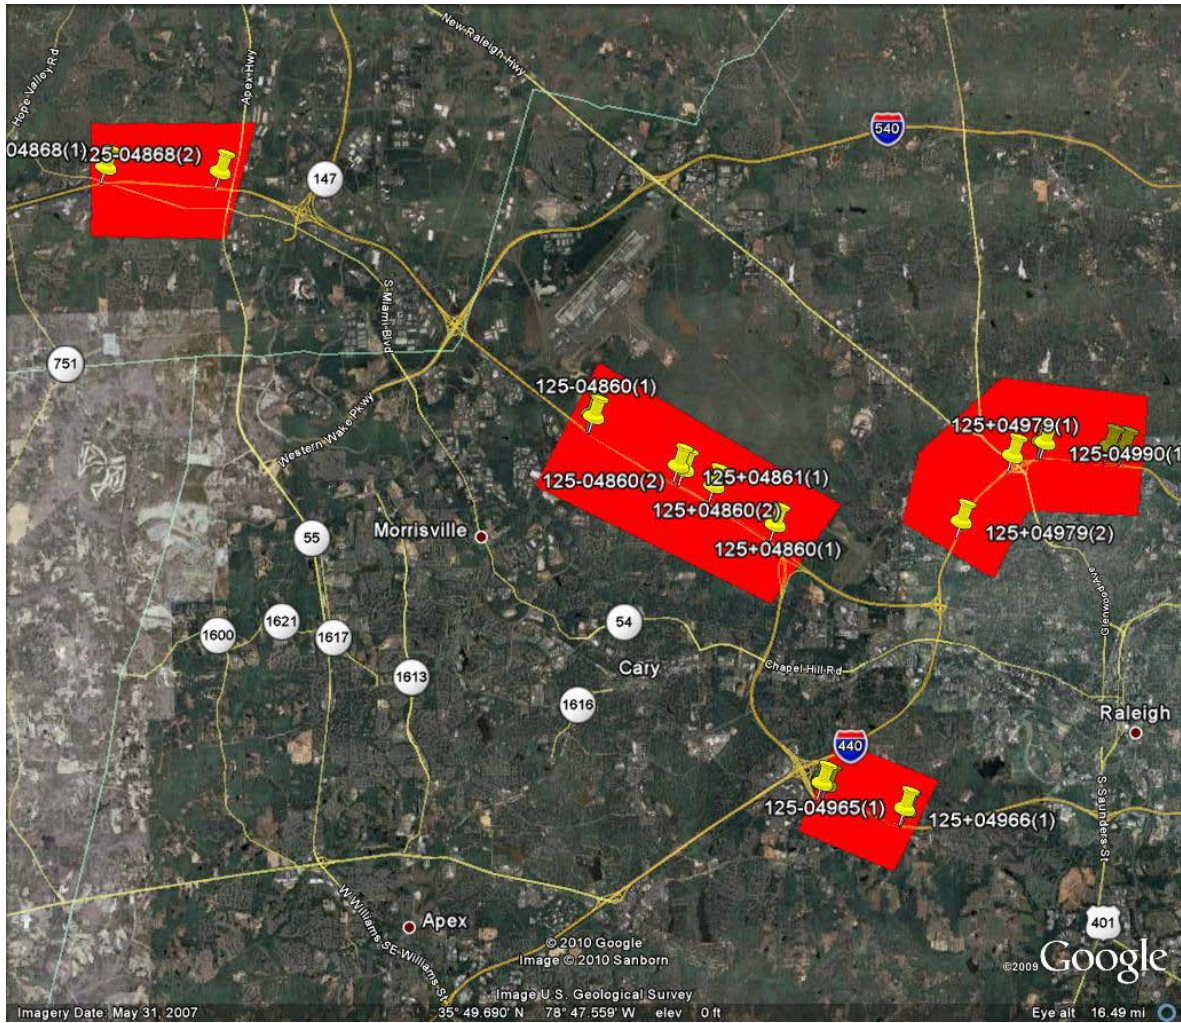 Hope Valley Rd
Apex Hwy
New Raleigh Hwy
540
04868(1)
125-04868(2)
147
S Miami Blvd
751
Western Wake Pkwy
125-04860(1)
125-04860(2)
125+04861(1)
125+04860(2)
125+04860(1)
125+04979(1)
125-04990(1
125+04979(2)
Morrisville
55
1600
1621
1617
1613
54
Cary
1616
Chapel Hill Rd
Glenwood Ave
Raleigh
440
125-04965(1)
125+04966(1)
S Saunders St
W Williams St
E Williams St
Apex
401
© 2010 Google
Image © 2010 Sanborn
Image U.S. Geological Survey
©2009 Google
Imagery Date: May 31, 2007
35° 49.690' N 78° 47.559' W elev 0 ft
Eye alt 16.49 mi